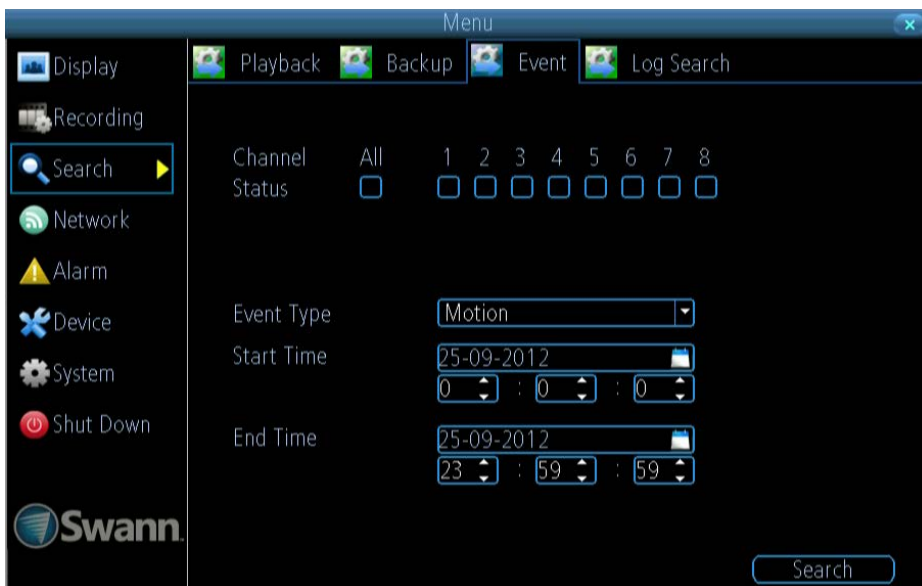 Menu
Display
Recording
Search
Network
Alarm
Device
System
Shut Down
Swann
Playback Backup Event Log Search
Channel All 1 2 3 4 5 6 7 8
Status
Event Type Motion
Start Time 25-09-2012
0 : 0 : 0
End Time 25-09-2012
23 : 59 : 59
Search